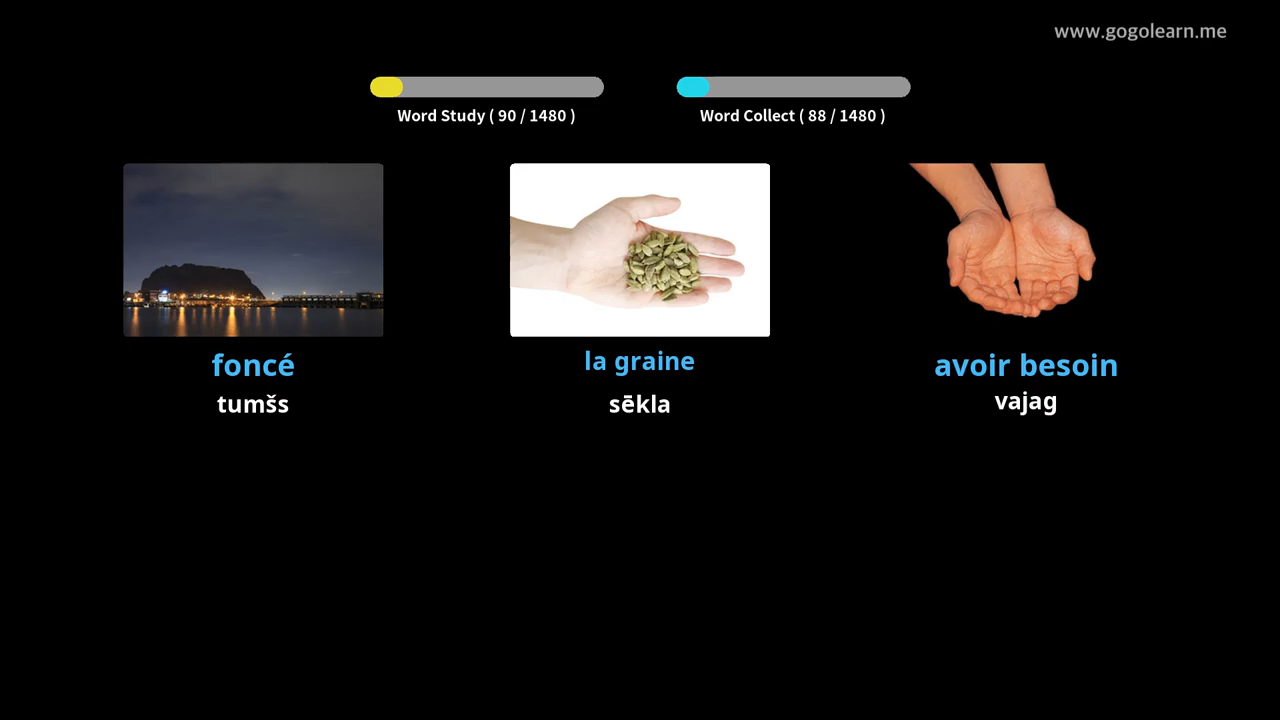 www.gogolearn.me
Word Study ( 90 / 1480 )
Word Collect ( 88 / 1480 )
foncé
la graine
avoir besoin
tumšs
sēkla
vajag